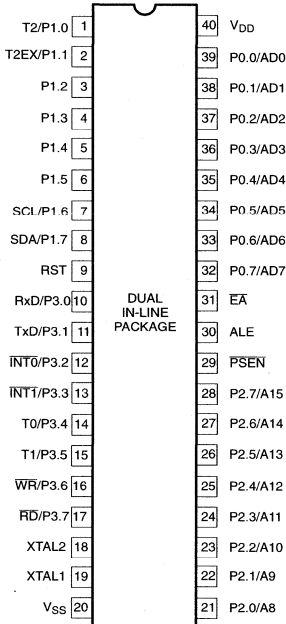 T2/P1.0 1 40 VDD
T2EX/P1.1 2 39 P0.0/AD0
P1.2 3 38 P0.1/AD1
P1.3 4 37 P0.2/AD2
P1.4 5 36 P0.3/AD3
P1.5 6 35 P0.4/AD4
SCL/P1.6 7 34 P0.5/AD5
SDA/P1.7 8 33 P0.6/AD6
RST 9 32 P0.7/AD7
RxD/P3.0 10 DUAL 31 E̅A̅
IN-LINE
TxD/P3.1 11 PACKAGE 30 ALE
I̅N̅T̅0̅/P3.2 12 29 P̅S̅E̅N̅
I̅N̅T̅1̅/P3.3 13 28 P2.7/A15
T0/P3.4 14 27 P2.6/A14
T1/P3.5 15 26 P2.5/A13
W̅R̅/P3.6 16 25 P2.4/A12
R̅D̅/P3.7 17 24 P2.3/A11
XTAL2 18 23 P2.2/A10
XTAL1 19 22 P2.1/A9
VSS 20 21 P2.0/A8